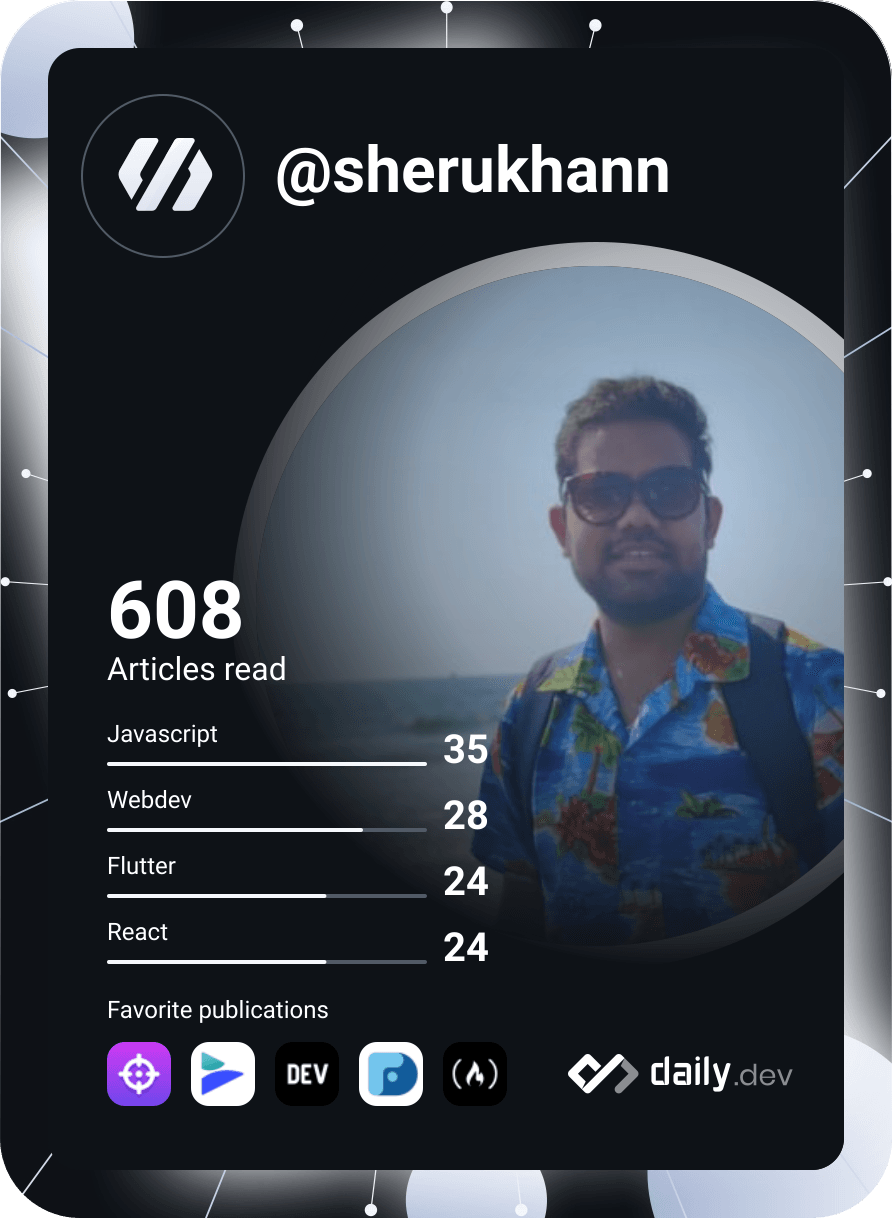 @sherukhann
608
Articles read
Javascript
35
Webdev
28
Flutter
24
React
24
Favorite publications
DEV
daily.dev